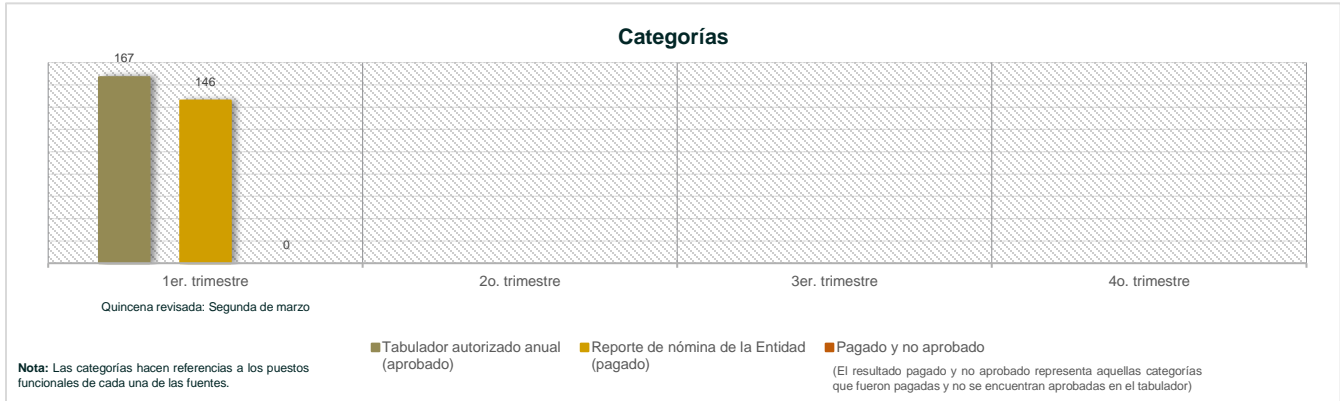 Categorías
167
146
0
1er. trimestre
2o. trimestre
3er. trimestre
4o. trimestre
Quincena revisada: Segunda de marzo
Tabulador autorizado anual
(aprobado)
Reporte de nómina de la Entidad
(pagado)
Pagado y no aprobado
(El resultado pagado y no aprobado representa aquellas categorías
que fueron pagadas y no se encuentran aprobadas en el tabulador)
Nota: Las categorías hacen referencias a los puestos
funcionales de cada una de las fuentes.